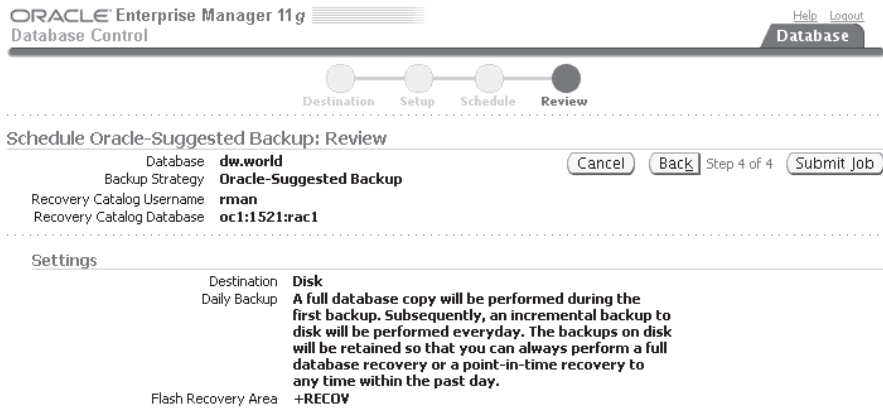 ORACLE Enterprise Manager 11g
Database Control
Help Logout
Database
Destination Setup Schedule Review
Schedule Oracle-Suggested Backup: Review
Database dw.world
Backup Strategy Oracle-Suggested Backup
Recovery Catalog Username rman
Recovery Catalog Database oc1:1521:rac1
Cancel Back Step 4 of 4 Submit Job
Settings
Destination Disk
Daily Backup A full database copy will be performed during the
first backup. Subsequently, an incremental backup to
disk will be performed everyday. The backups on disk
will be retained so that you can always perform a full
database recovery or a point-in-time recovery to
any time within the past day.
Flash Recovery Area +RECOV